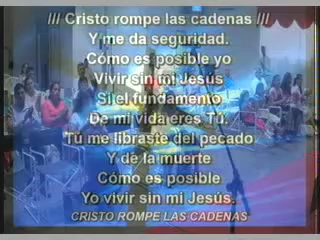 /// Cristo rompe las cadenas ///
Y me da seguridad.
Cómo es posible yo
Vivir sin mi Jesús
Si el fundamento
De mi vida eres Tú.
Tú me libraste del pecado
Y de la muerte
Cómo es posible
Yo vivir sin mi Jesús.
CRISTO ROMPE LAS CADENAS